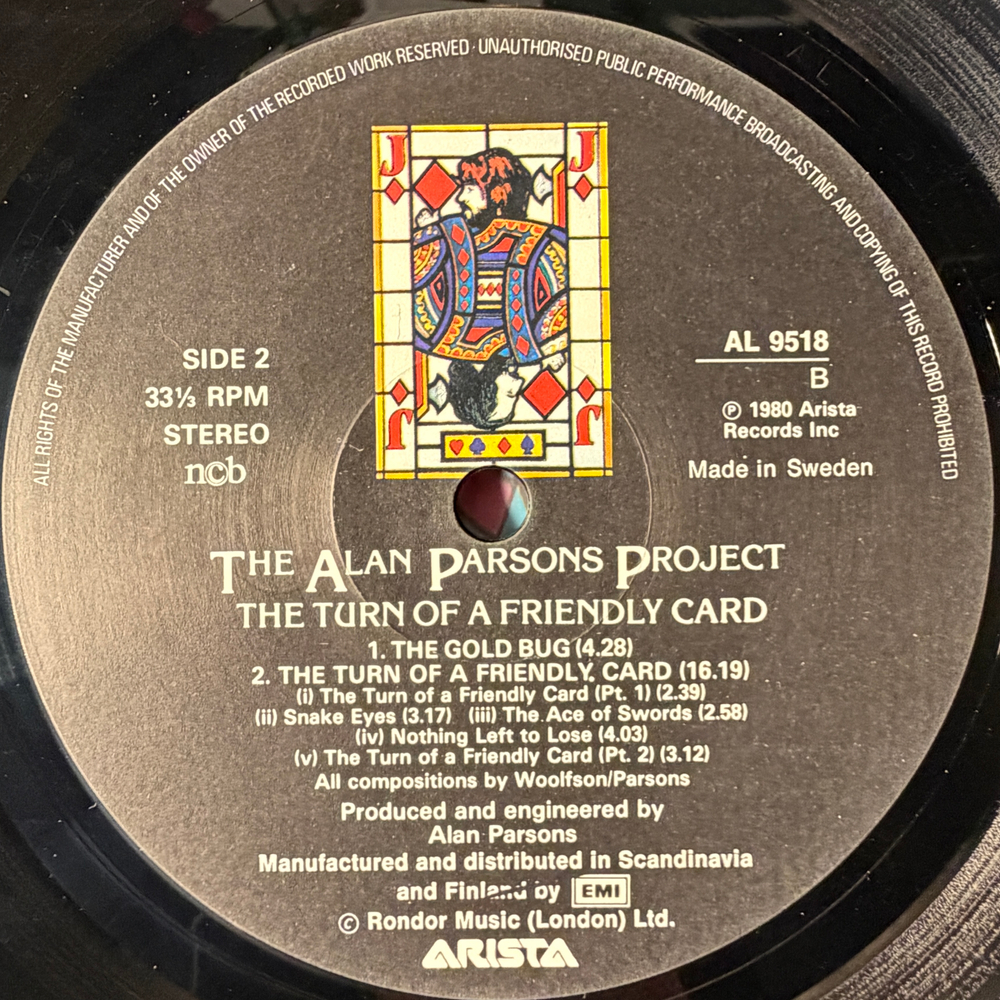 ALL RIGHTS OF THE MANUFACTURER AND OF THE OWNER OF THE RECORDED WORK RESERVED · UNAUTHORISED PUBLIC PERFORMANCE BROADCASTING AND COPYING OF THIS RECORD PROHIBITED
J J
SIDE 2
33⅓ RPM
STEREO
n©b
AL 9518
B
℗ 1980 Arista
Records Inc
Made in Sweden
J J
THE ALAN PARSONS PROJECT
THE TURN OF A FRIENDLY CARD
1. THE GOLD BUG (4.28)
2. THE TURN OF A FRIENDLY CARD (16.19)
(i) The Turn of a Friendly Card (Pt. 1) (2.39)
(ii) Snake Eyes (3.17) (iii) The Ace of Swords (2.58)
(iv) Nothing Left to Lose (4.03)
(v) The Turn of a Friendly Card (Pt. 2) (3.12)
All compositions by Woolfson/Parsons
Produced and engineered by
Alan Parsons
Manufactured and distributed in Scandinavia
and Finland by EMI
© Rondor Music (London) Ltd.
ARISTA